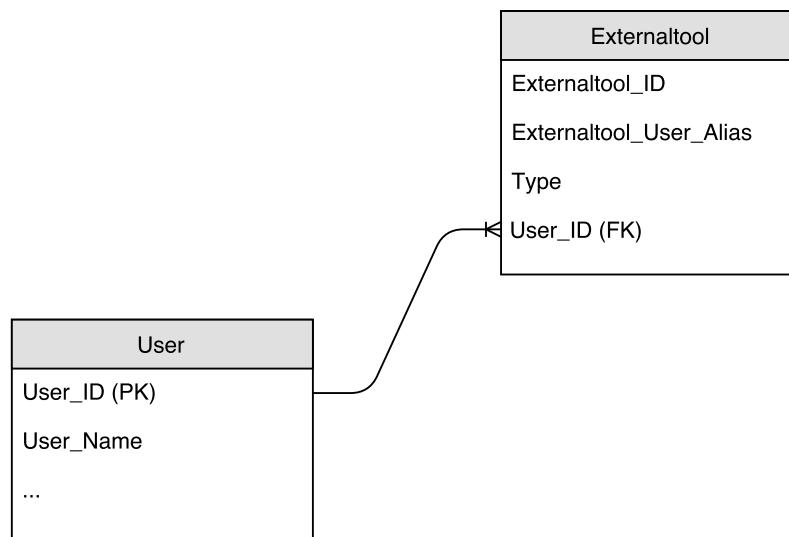 Externaltool
Externaltool_ID
Externaltool_User_Alias
Type
User_ID (FK)
User
User_ID (PK)
User_Name
...